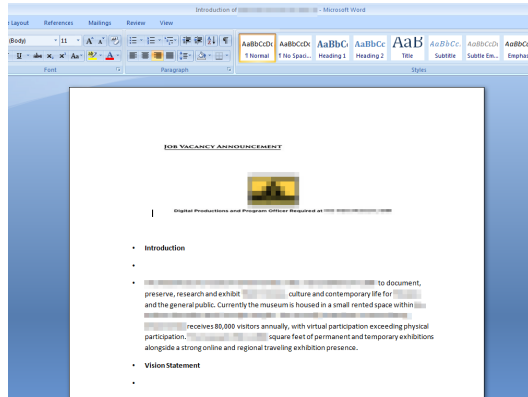 Introduction of - Microsoft Word
Layout References Mailings Review View
(Body) 11
Font Paragraph Styles
AaBbCcDc AaBbCcDc AaBbC AaBbCc AaB AaBbCc. AaBbCcDc AaBbCcD
¶ Normal ¶ No Spaci... Heading 1 Heading 2 Title Subtitle Subtle Em... Emphas
JOB VACANCY ANNOUNCEMENT
Digital Productions and Program Officer Required at
• Introduction
•
• to document,
preserve, research and exhibit culture and contemporary life for
and the general public. Currently the museum is housed in a small rented space within
receives 80,000 visitors annually, with virtual participation exceeding physical
participation. square feet of permanent and temporary exhibitions
alongside a strong online and regional traveling exhibition presence.
• Vision Statement
•